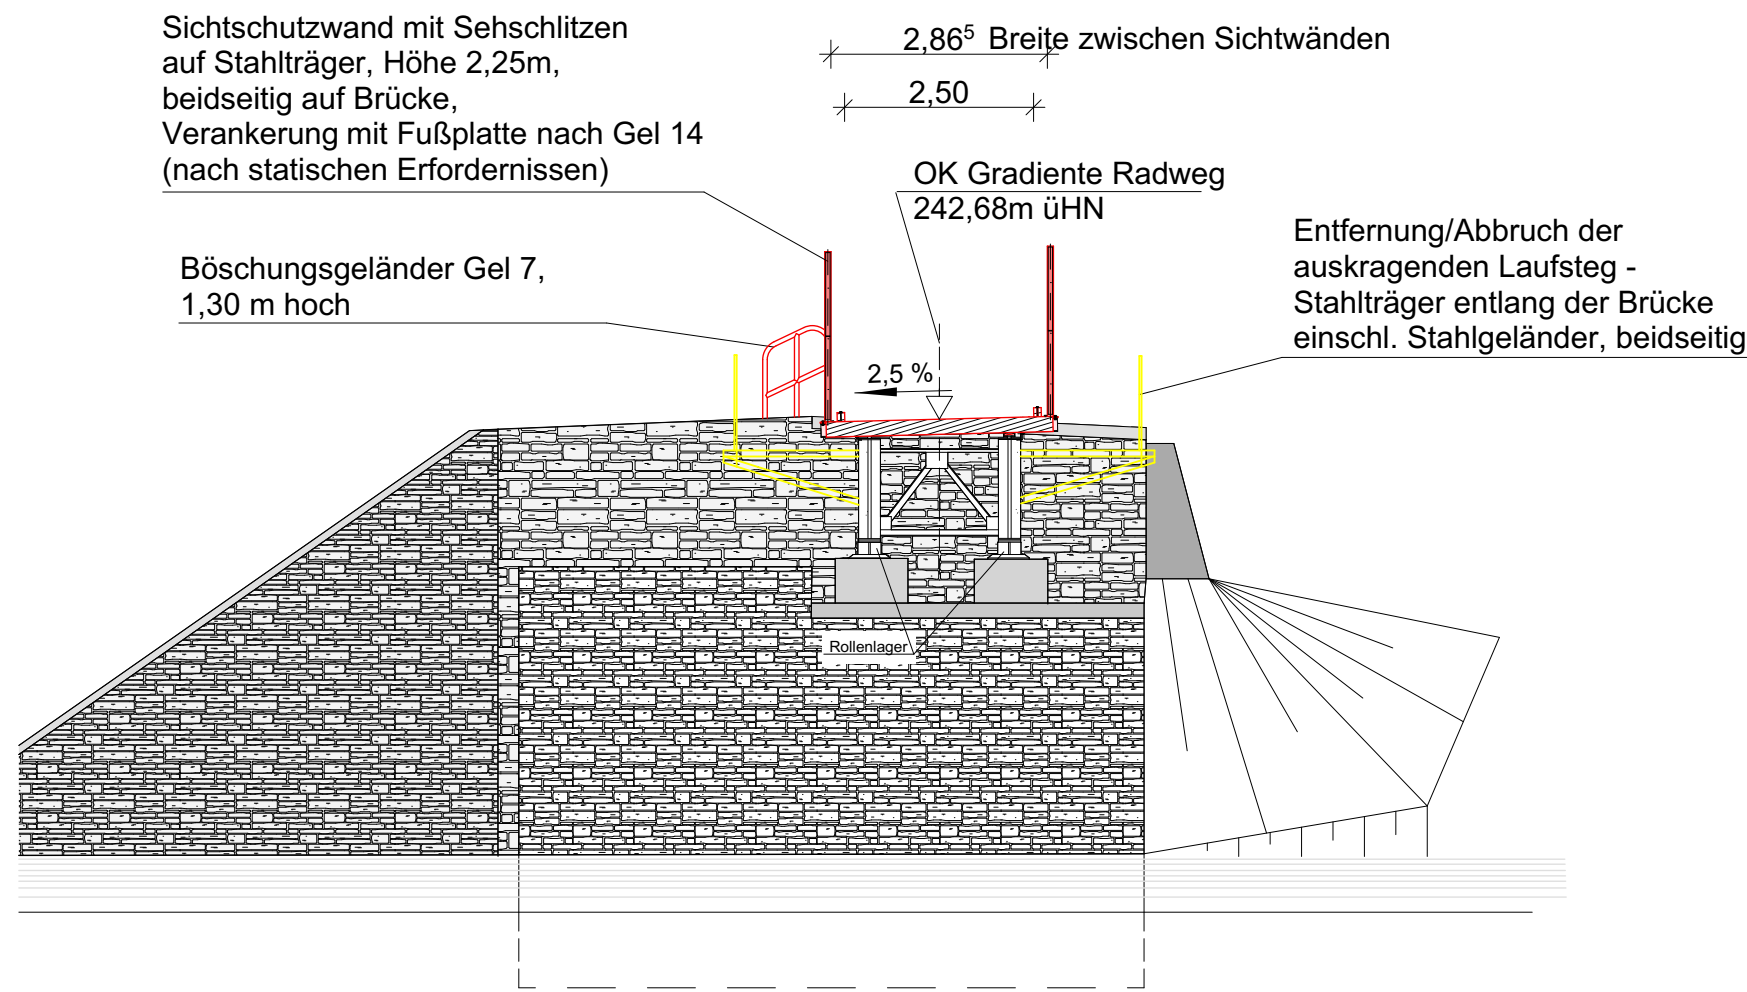 Sichtschutzwand mit Sehschlitzen
auf Stahlträger, Höhe 2,25m,
beidseitig auf Brücke,
Verankerung mit Fußplatte nach Gel 14
(nach statischen Erfordernissen)
2,86⁵ Breite zwischen Sichtwänden
2,50
OK Gradiente Radweg
242,68m üHN
Entfernung/Abbruch der
auskragenden Laufsteg -
Stahlträger entlang der Brücke
einschl. Stahlgeländer, beidseitig
Böschungsgeländer Gel 7,
1,30 m hoch
2,5 %
Rollenlager